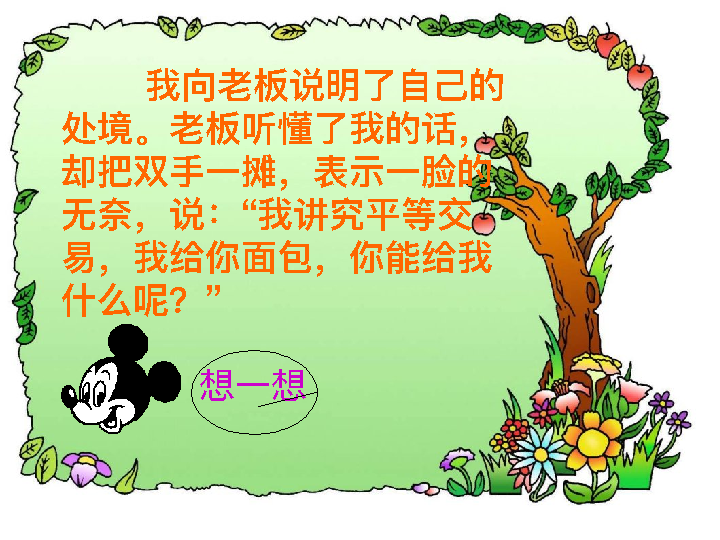 我向老板说明了自己的
处境。老板听懂了我的话，
却把双手一摊，表示一脸的
无奈，说：“我讲究平等交
易，我给你面包，你能给我
什么呢？”
想一想